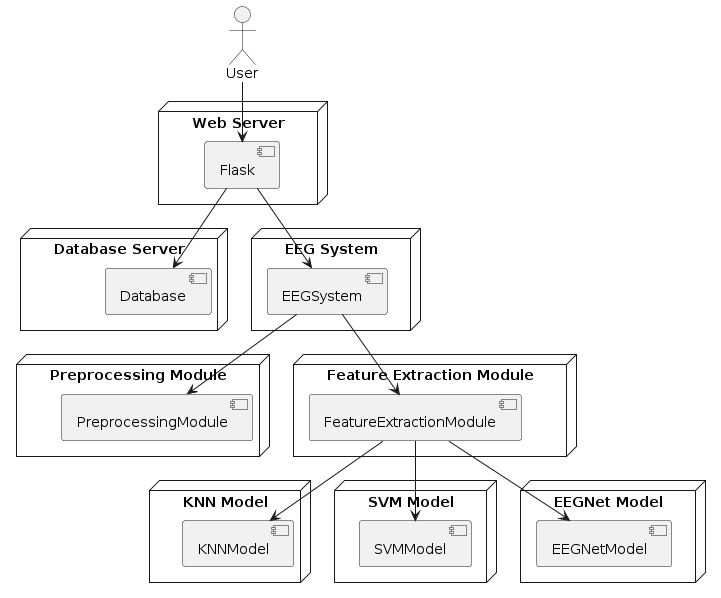 User
Web Server
Flask
Database Server
EEG System
Database
EEGSystem
Preprocessing Module
Feature Extraction Module
PreprocessingModule
FeatureExtractionModule
KNN Model
SVM Model
EEGNet Model
KNNModel
SVMModel
EEGNetModel